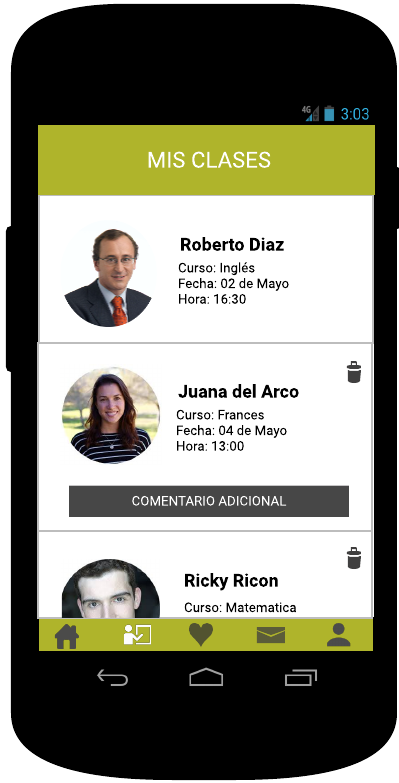 4G 3:03
MIS CLASES
Roberto Diaz
Curso: Inglés
Fecha: 02 de Mayo
Hora: 16:30
Juana del Arco
Curso: Frances
Fecha: 04 de Mayo
Hora: 13:00
COMENTARIO ADICIONAL
Ricky Ricon
Curso: Matematica